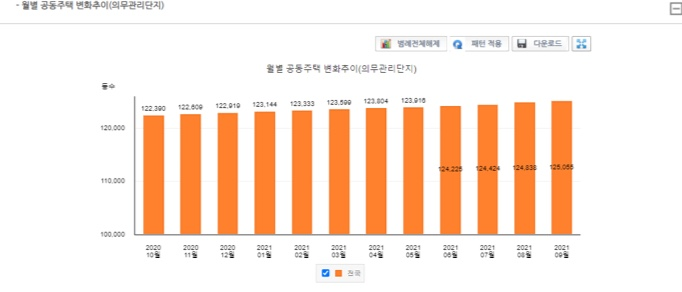 - 월별 공동주택 변화추이(의무관리단지)
범례전체해제 패턴 적용 다운로드
월별 공동주택 변화추이(의무관리단지)
동수
122,390 122,609 122,919 123,144 123,333 123,599 123,804 123,916
120,000
124,225 124,424 124,838 125,055
110,000
100,000
2020 2020 2020 2021 2021 2021 2021 2021 2021 2021 2021 2021
10월 11월 12월 01월 02월 03월 04월 05월 06월 07월 08월 09월
전국